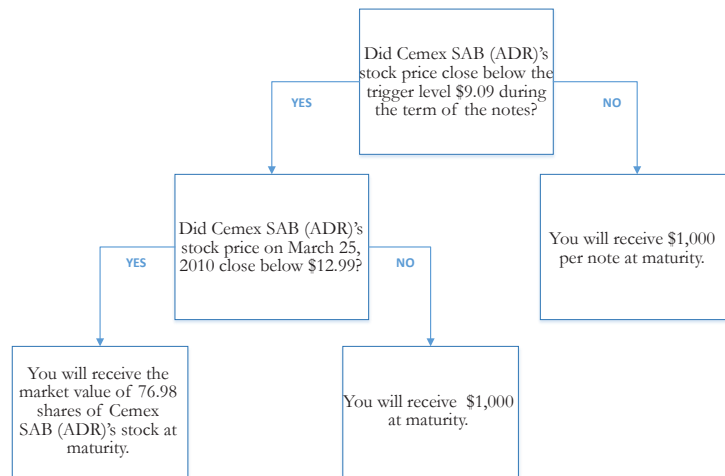 Did Cemex SAB (ADR)'s
stock price close below the
trigger level $9.09 during
the term of the notes?
YES
NO
Did Cemex SAB (ADR)'s
stock price on March 25,
2010 close below $12.99?
You will receive $1,000
per note at maturity.
YES
NO
You will receive the
market value of 76.98
shares of Cemex
SAB (ADR)'s stock at
maturity.
You will receive $1,000
at maturity.